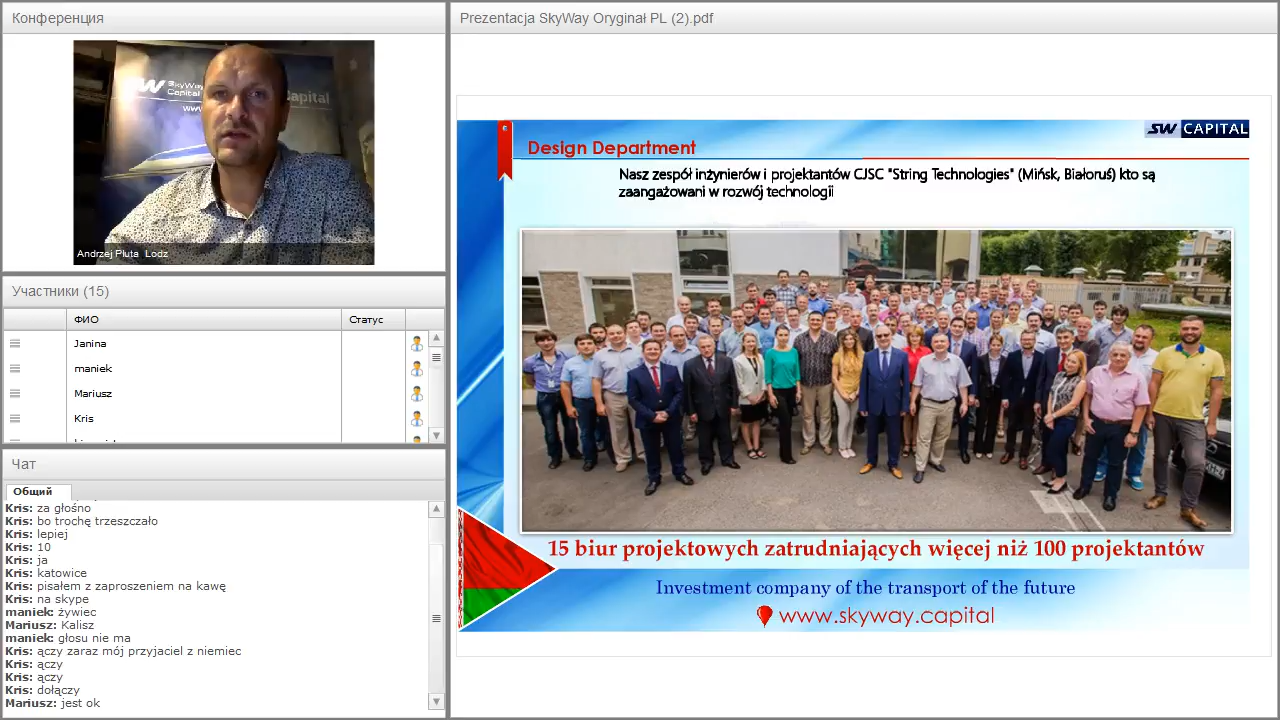 Конференция
SkyWay
Capital
Capital
www
Andrzej Pluta Lodz
Участники (15)
ФИО
Статус
Janina
maniek
Mariusz
Kris
Чат
Общий
Kris: za głośno
Kris: bo trochę trzeszczało
Kris: lepiej
Kris: 10
Kris: ja
Kris: katowice
Kris: pisałem z zaproszeniem na kawę
Kris: na skype
maniek: żywiec
Mariusz: Kalisz
maniek: głosu nie ma
Kris: ączy zaraz mój przyjaciel z niemiec
Kris: ączy
Kris: ączy
Kris: dołączy
Mariusz: jest ok
Prezentacja SkyWay Oryginał PL (2).pdf
SW CAPITAL
Design Department
Nasz zespół inżynierów i projektantów CJSC "String Technologies" (Mińsk, Białoruś) kto są
zaangażowani w rozwój technologii
15 biur projektowych zatrudniających więcej niż 100 projektantów
Investment company of the transport of the future
www.skyway.capital